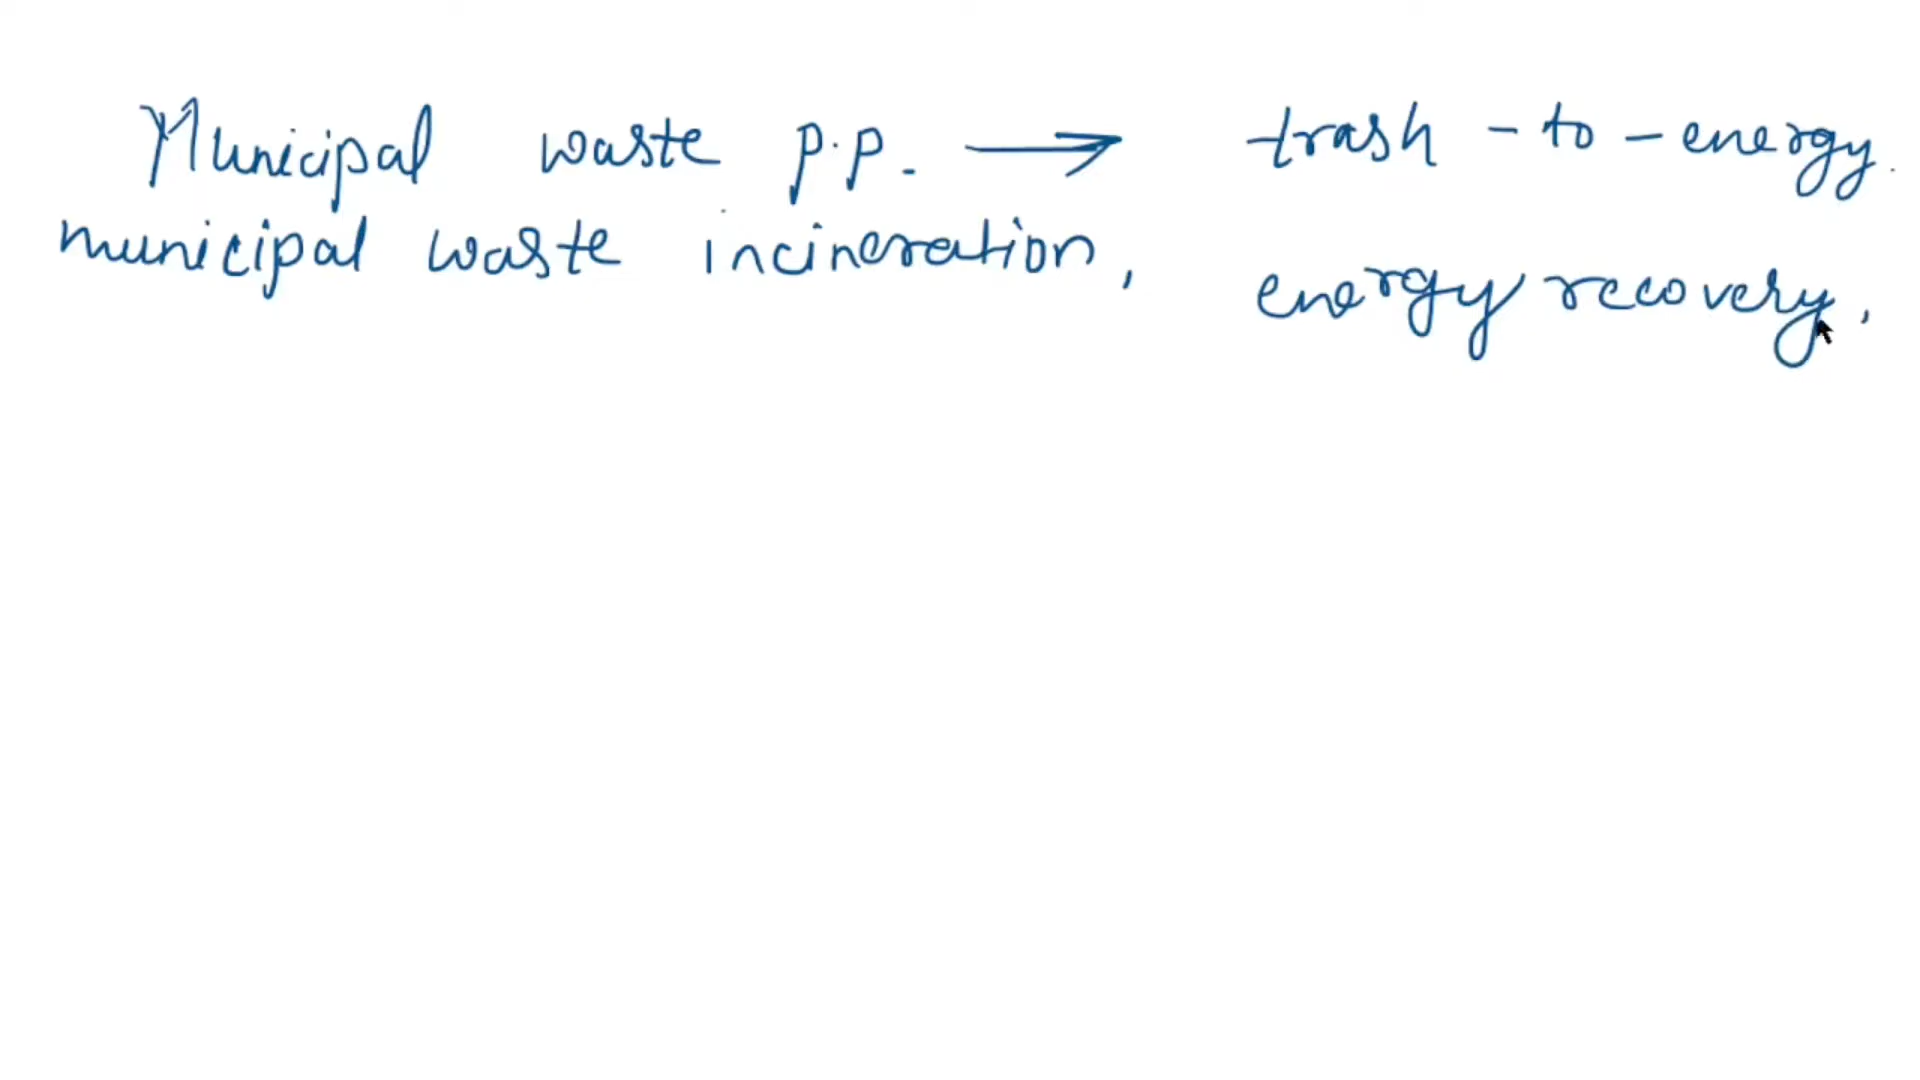 Municipal waste p.p. → trash - to - energy.
municipal waste incineration,
energy recovery,